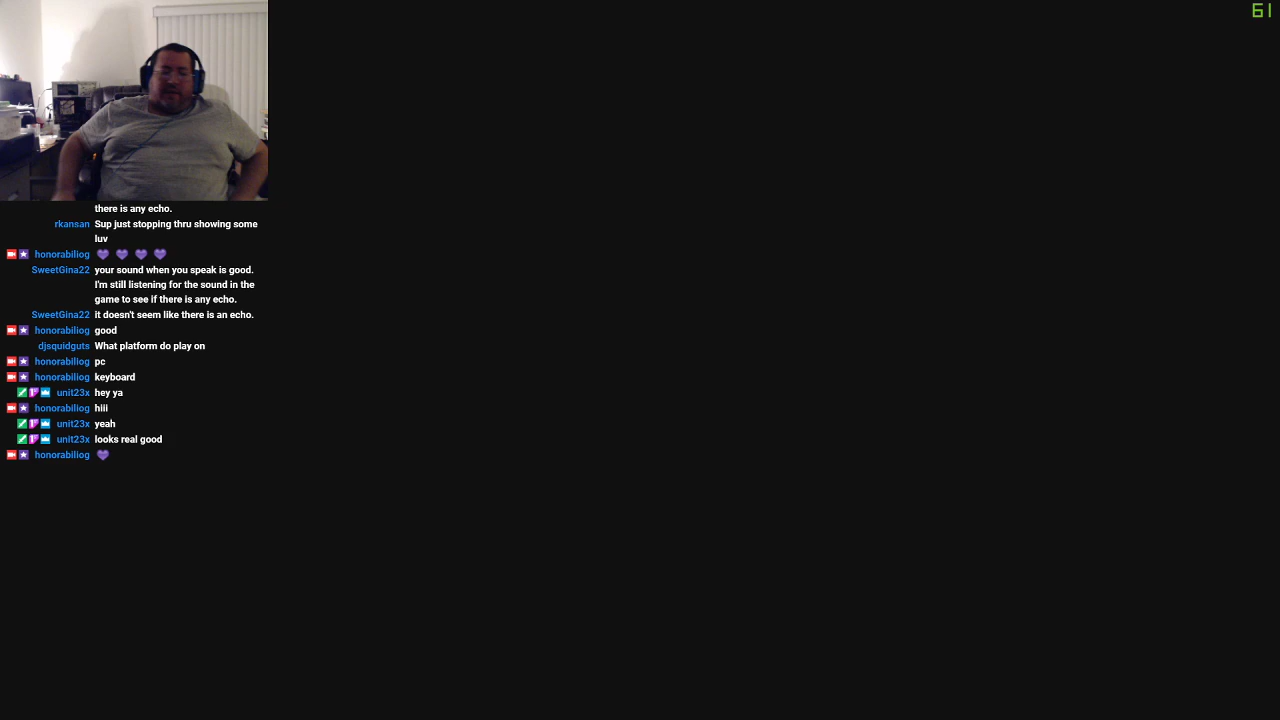 61
there is any echo.
rkansan Sup just stopping thru showing some
luv
honorabiliog
SweetGina22 your sound when you speak is good.
I'm still listening for the sound in the
game to see if there is any echo.
SweetGina22 it doesn't seem like there is an echo.
honorabiliog good
djsquidguts What platform do play on
honorabiliog pc
honorabiliog keyboard
unit23x hey ya
honorabiliog hiii
unit23x yeah
unit23x looks real good
honorabiliog